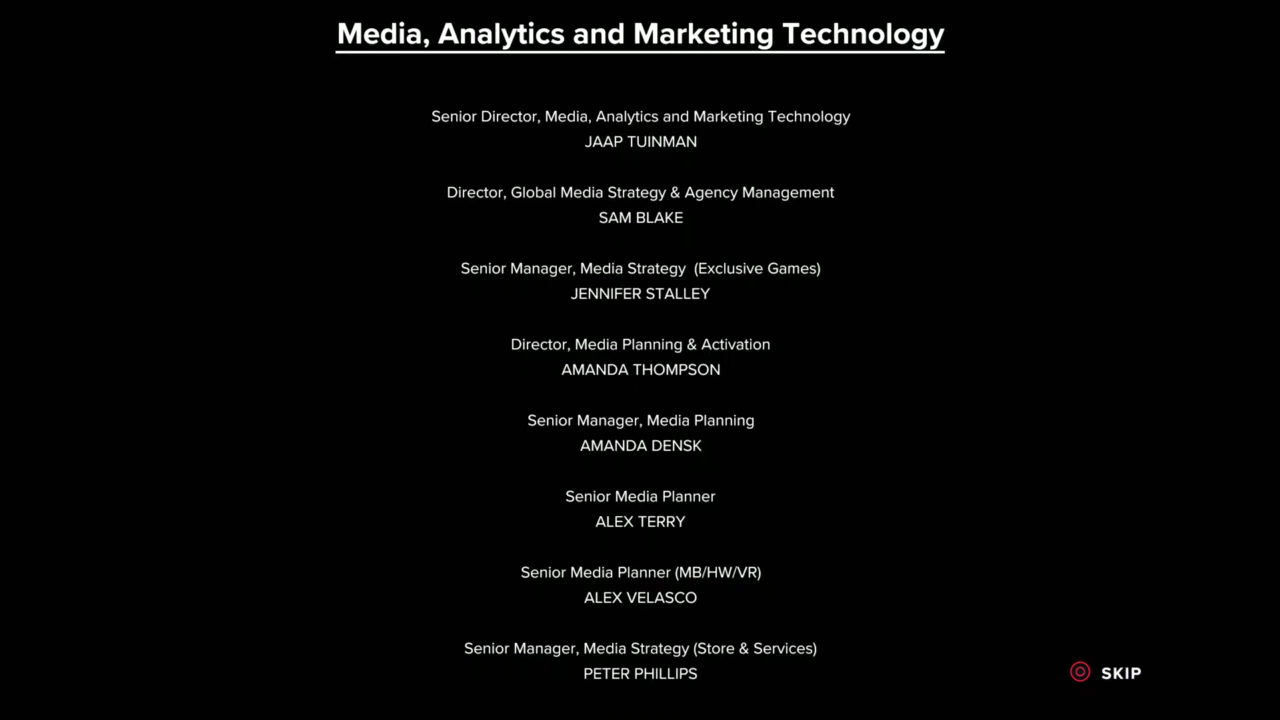 Media, Analytics and Marketing Technology
Senior Director, Media, Analytics and Marketing Technology
JAAP TUINMAN
Director, Global Media Strategy & Agency Management
SAM BLAKE
Senior Manager, Media Strategy  (Exclusive Games)
JENNIFER STALLEY
Director, Media Planning & Activation
AMANDA THOMPSON
Senior Manager, Media Planning
AMANDA DENSK
Senior Media Planner
ALEX TERRY
Senior Media Planner (MB/HW/VR)
ALEX VELASCO
Senior Manager, Media Strategy (Store & Services)
PETER PHILLIPS
SKIP